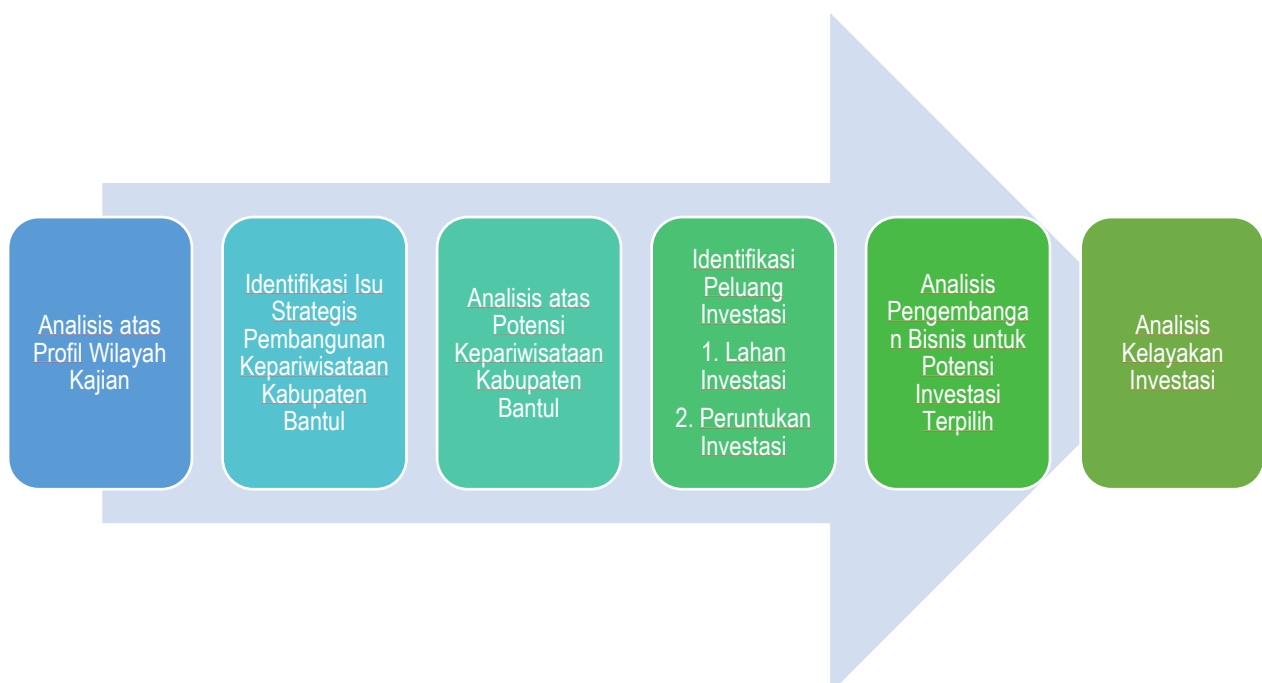 Analisis atas
Profil Wilayah
Kajian
Identifikasi Isu
Strategis
Pembangunan
Kepariwisataan
Kabupaten
Bantul
Analisis atas
Potensi
Kepariwisataan
Kabupaten
Bantul
Identifikasi
Peluang
Investasi
1. Lahan
Investasi
2. Peruntukan
Investasi
Analisis
Pengembanga
n Bisnis untuk
Potensi
Investasi
Terpilih
Analisis
Kelayakan
Investasi